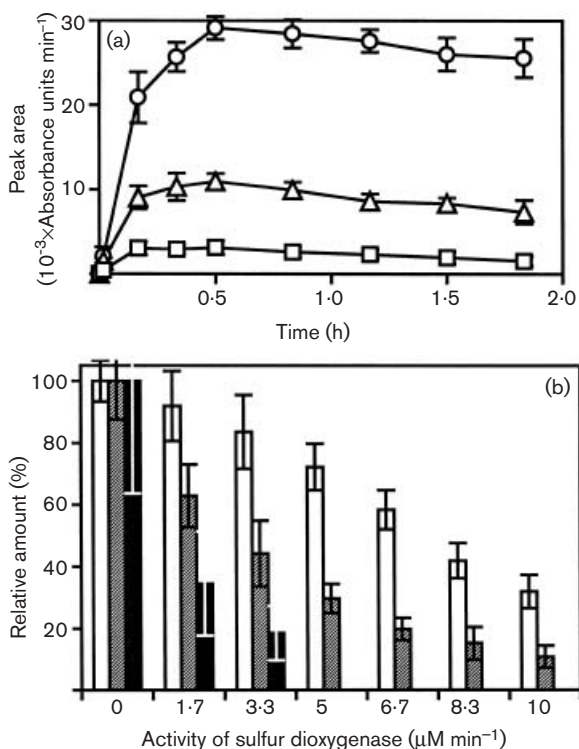 (a)
Peak area
(10⁻³×Absorbance units min⁻¹)
30
20
10
0·5
1·0
1·5
2·0
Time (h)
(b)
Relative amount (%)
100
80
60
40
20
0
1·7
3·3
5
6·7
8·3
10
Activity of sulfur dioxygenase (µM min⁻¹)